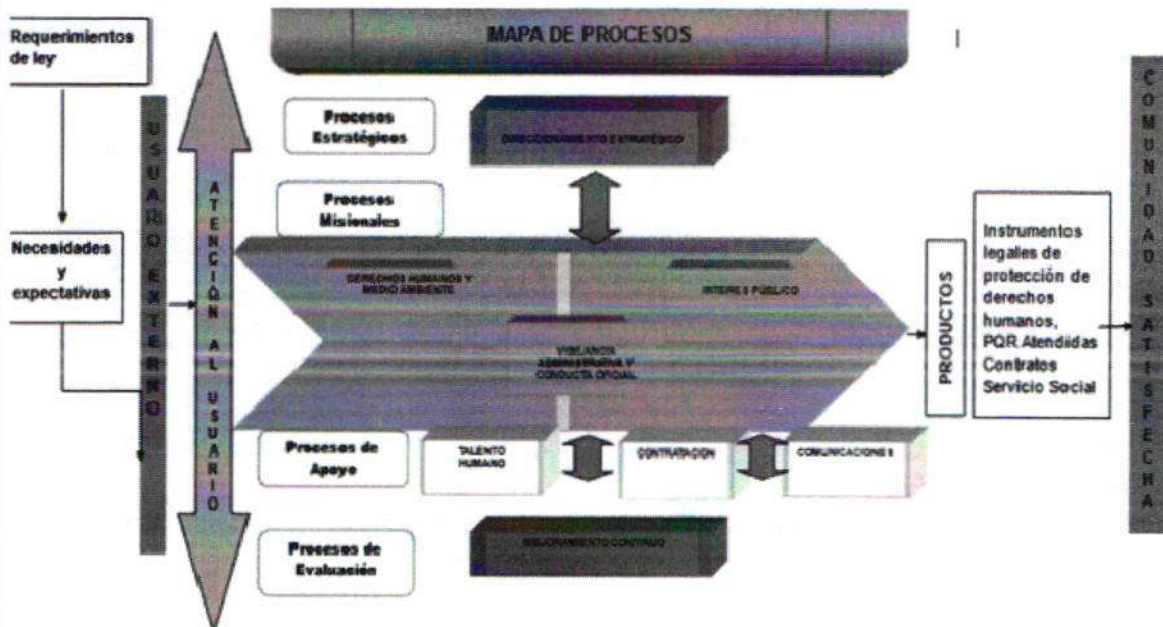 MAPA DE PROCESOS
Requerimientos
de ley
Necesidades
y
expectativas
USUARIO EXTERNO
ATENCIÓN AL USUARIO
Procesos
Estratégicos
DIRECCIONAMIENTO ESTRATÉGICO
Procesos
Misionales
DERECHOS HUMANOS Y
MEDIO AMBIENTE
INTERES PÚBLICO
VIGILANCIA
ADMINISTRATIVA Y
CONDUCTA OFICIAL
Procesos de
Apoyo
TALENTO
HUMANO
CONTRATACION
COMUNICACIONES
Procesos de
Evaluación
MEJORAMIENTO CONTINUO
PRODUCTOS
Instrumentos
legales de
protección de
derechos
humanos,
PQR Atendiidas
Contratos
Servicio Social
COMUNIDAD SATISFECHA